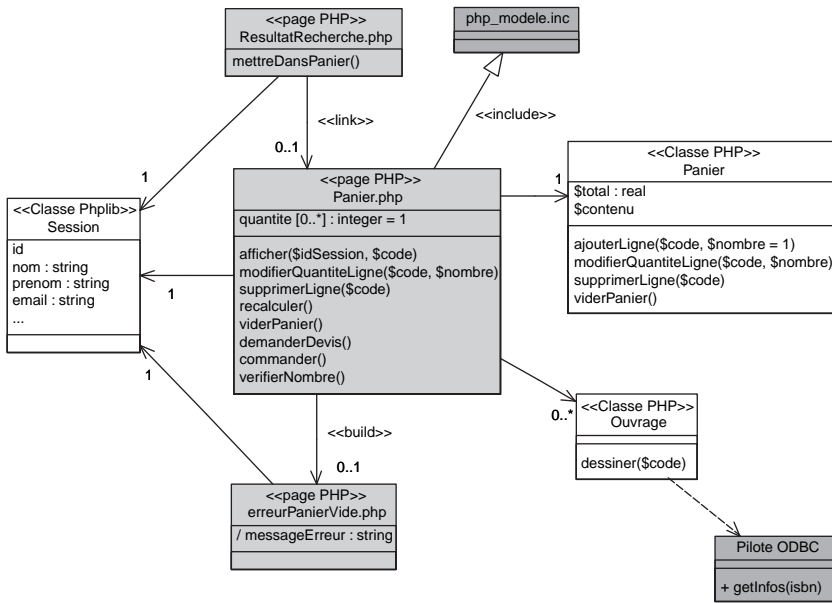 <<page PHP>>
ResultatRecherche.php
mettreDansPanier()
php_modele.inc
<<link>>
<<include>>
0..1
1
<<Classe PHP>>
Panier
$total : real
$contenu
ajouterLigne($code, $nombre = 1)
modifierQuantiteLigne($code, $nombre)
supprimerLigne($code)
viderPanier()
1
<<page PHP>>
Panier.php
quantite [0..*] : integer = 1
afficher($idSession, $code)
modifierQuantiteLigne($code, $nombre)
supprimerLigne($code)
recalculer()
viderPanier()
demanderDevis()
commander()
verifierNombre()
<<Classe Phplib>>
Session
id
nom : string
prenom : string
email : string
...
1
1
<<build>>
0..1
0..*
<<Classe PHP>>
Ouvrage
dessiner($code)
<<page PHP>>
erreurPanierVide.php
/ messageErreur : string
Pilote ODBC
+ getInfos(isbn)